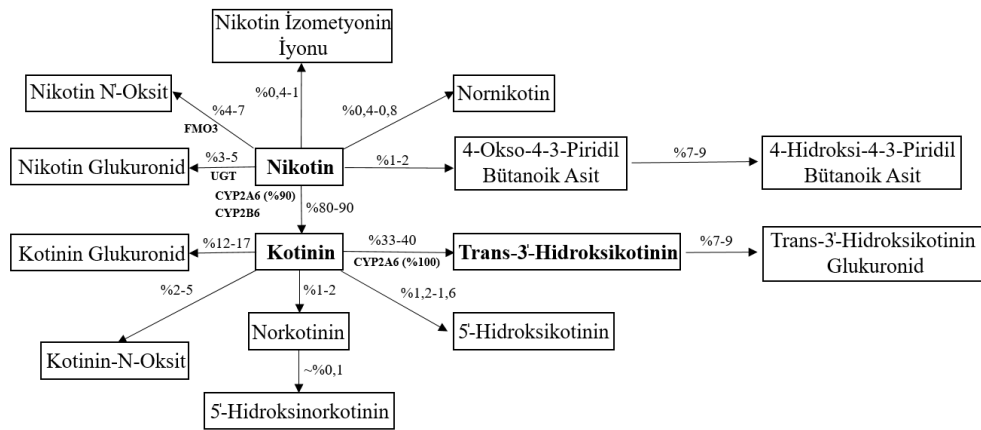 Nikotin İzometyonin
İyonu
Nikotin N'-Oksit
%4-7
FMO3
%0,4-1
%0,4-0,8
Nornikotin
Nikotin Glukuronid
%3-5
UGT
Nikotin
%1-2
4-Okso-4-3-Piridil
Bütanoik Asit
%7-9
4-Hidroksi-4-3-Piridil
Bütanoik Asit
CYP2A6 (%90)
CYP2B6
%80-90
Kotinin Glukuronid
%12-17
Kotinin
%33-40
CYP2A6 (%100)
Trans-3'-Hidroksikotinin
%7-9
Trans-3'-Hidroksikotinin
Glukuronid
%2-5
%1-2
%1,2-1,6
Kotinin-N-Oksit
Norkotinin
5'-Hidroksikotinin
~%0,1
5'-Hidroksinorkotinin